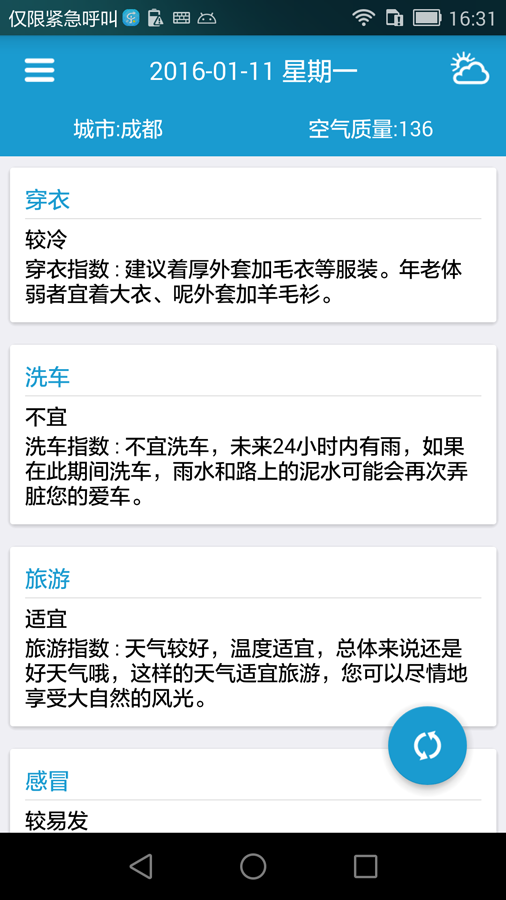 仅限紧急呼叫 16:31
2016-01-11 星期一
城市:成都 空气质量:136
穿衣
较冷
穿衣指数 : 建议着厚外套加毛衣等服装。年老体
弱者宜着大衣、呢外套加羊毛衫。
洗车
不宜
洗车指数 : 不宜洗车，未来24小时内有雨，如果
在此期间洗车，雨水和路上的泥水可能会再次弄
脏您的爱车。
旅游
适宜
旅游指数 : 天气较好，温度适宜，总体来说还是
好天气哦，这样的天气适宜旅游，您可以尽情地
享受大自然的风光。
感冒
较易发